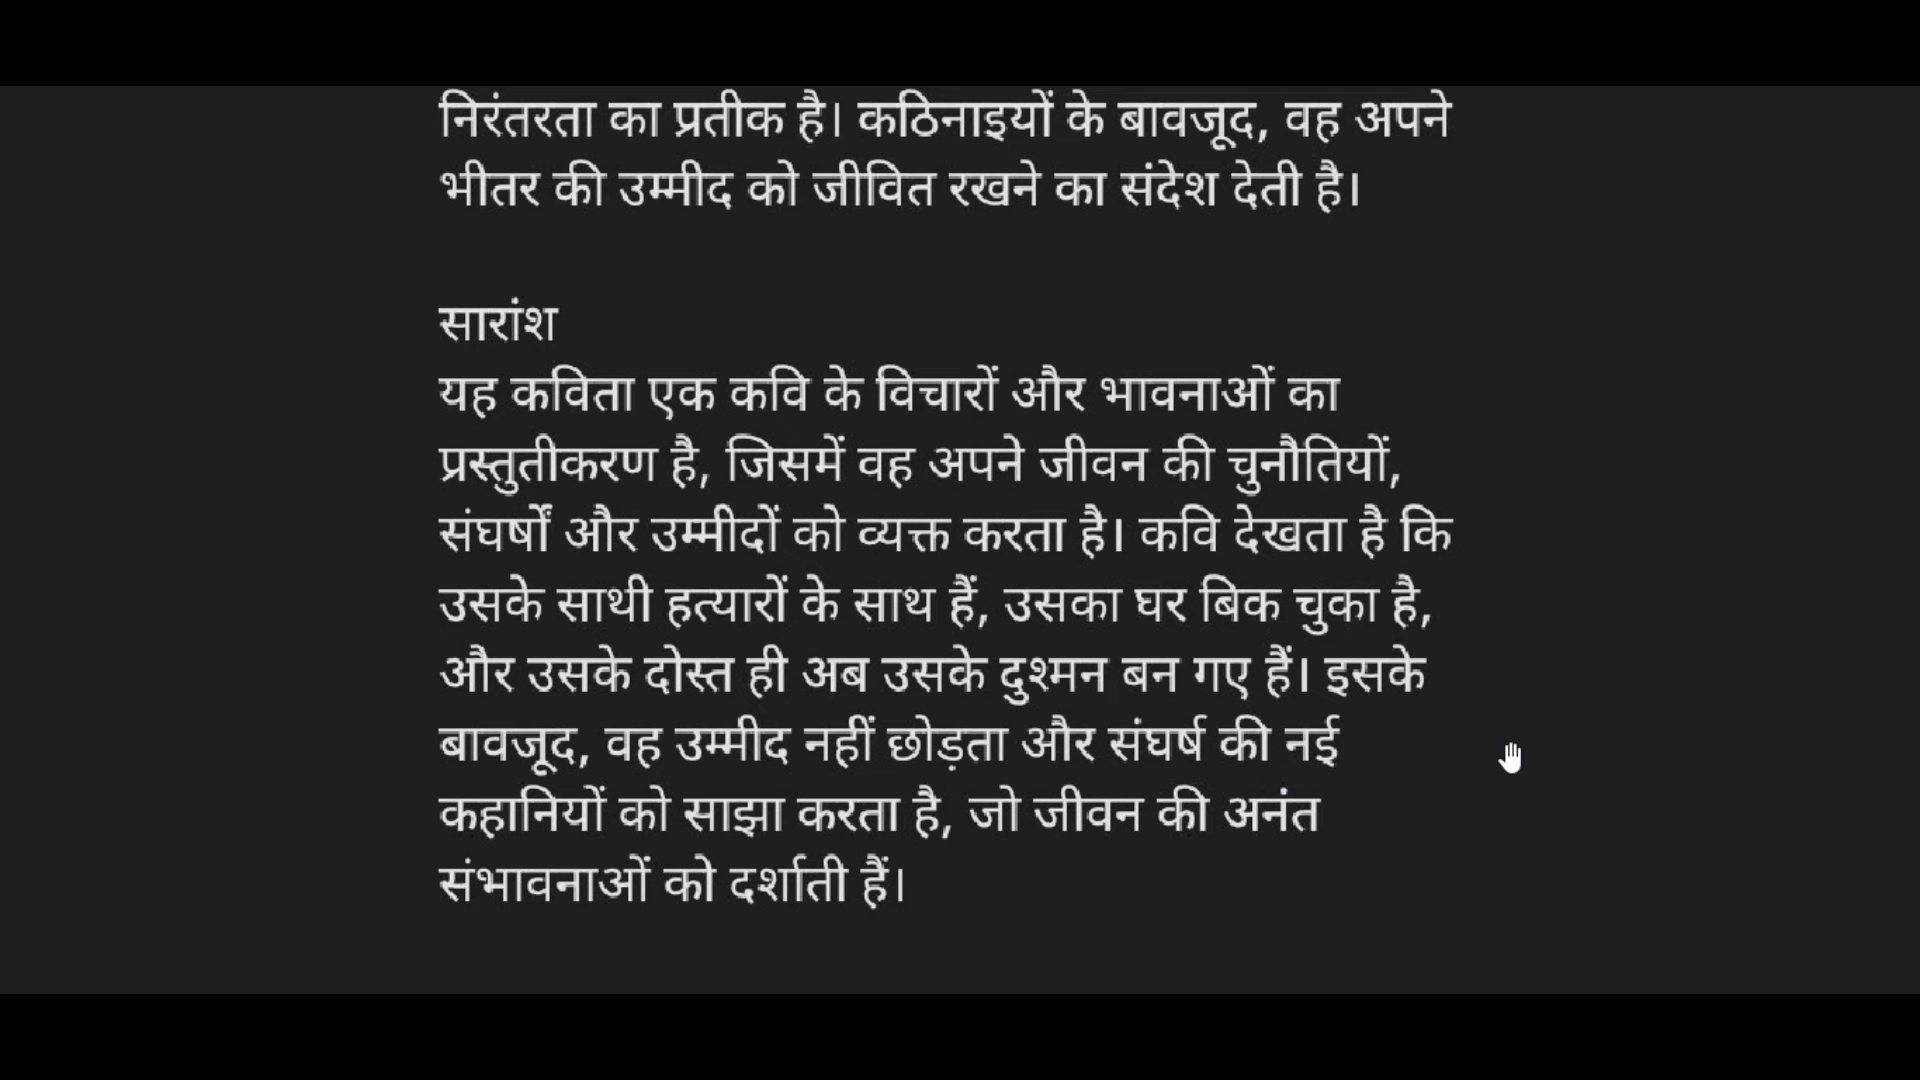 निरंतरता का प्रतीक है। कठिनाइयों के बावजूद, वह अपने
भीतर की उम्मीद को जीवित रखने का संदेश देती है।
सारांश
यह कविता एक कवि के विचारों और भावनाओं का
प्रस्तुतीकरण है, जिसमें वह अपने जीवन की चुनौतियों,
संघर्षों और उम्मीदों को व्यक्त करता है। कवि देखता है कि
उसके साथी हत्यारों के साथ हैं, उसका घर बिक चुका है,
और उसके दोस्त ही अब उसके दुश्मन बन गए हैं। इसके
बावजूद, वह उम्मीद नहीं छोड़ता और संघर्ष की नई
कहानियों को साझा करता है, जो जीवन की अनंत
संभावनाओं को दर्शाती हैं।